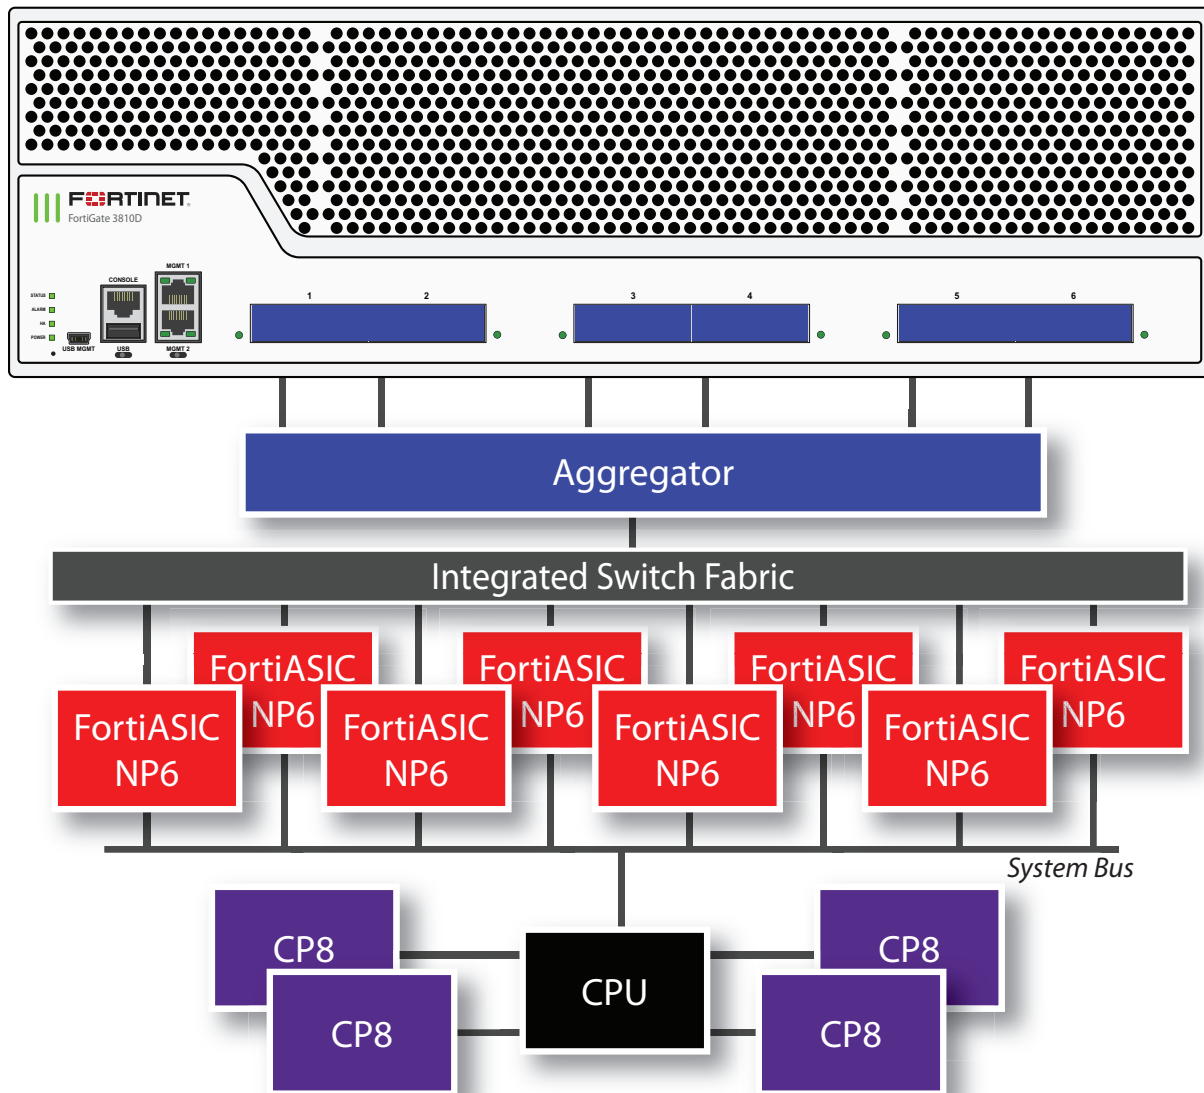 FORTINET
FortiGate 3810D
MGMT 1
CONSOLE
STATUS
ALARM
HA
POWER
USB MGMT
USB
MGMT 2
1 2 3 4 5 6
Aggregator
Integrated Switch Fabric
FortiASIC
NP6
FortiASIC
NP6
FortiASIC
NP6
FortiASIC
NP6
FortiASIC
NP6
FortiASIC
NP6
FortiASIC
NP6
FortiASIC
NP6
System Bus
CP8
CP8
CPU
CP8
CP8